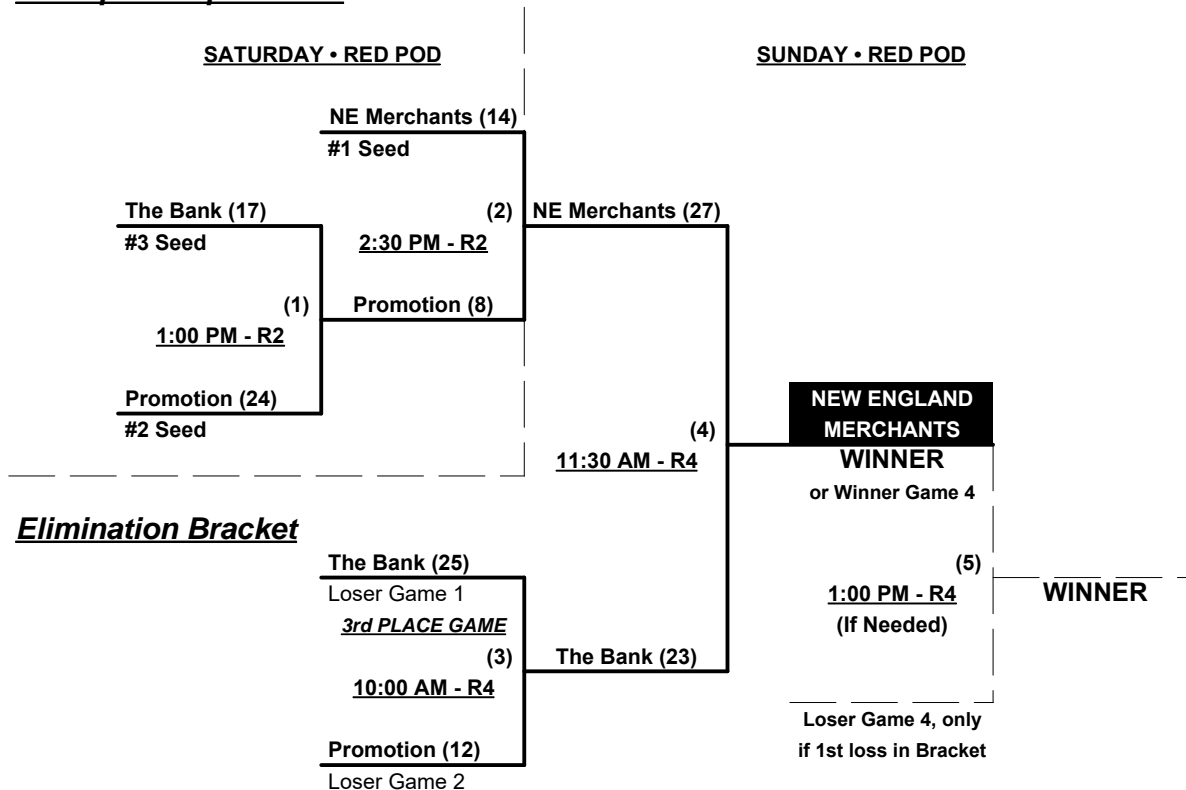 SATURDAY • RED POD
SUNDAY • RED POD
NE Merchants (14)
#1 Seed
The Bank (17)
(2)
NE Merchants (27)
#3 Seed
2:30 PM - R2
(1)
Promotion (8)
1:00 PM - R2
Promotion (24)
#2 Seed
NEW ENGLAND
MERCHANTS
(4)
11:30 AM - R4
WINNER
or Winner Game 4
Elimination Bracket
The Bank (25)
Loser Game 1
3rd PLACE GAME
(3)
The Bank (23)
10:00 AM - R4
Promotion (12)
Loser Game 2
(5)
1:00 PM - R4
(If Needed)
WINNER
Loser Game 4, only
if 1st loss in Bracket